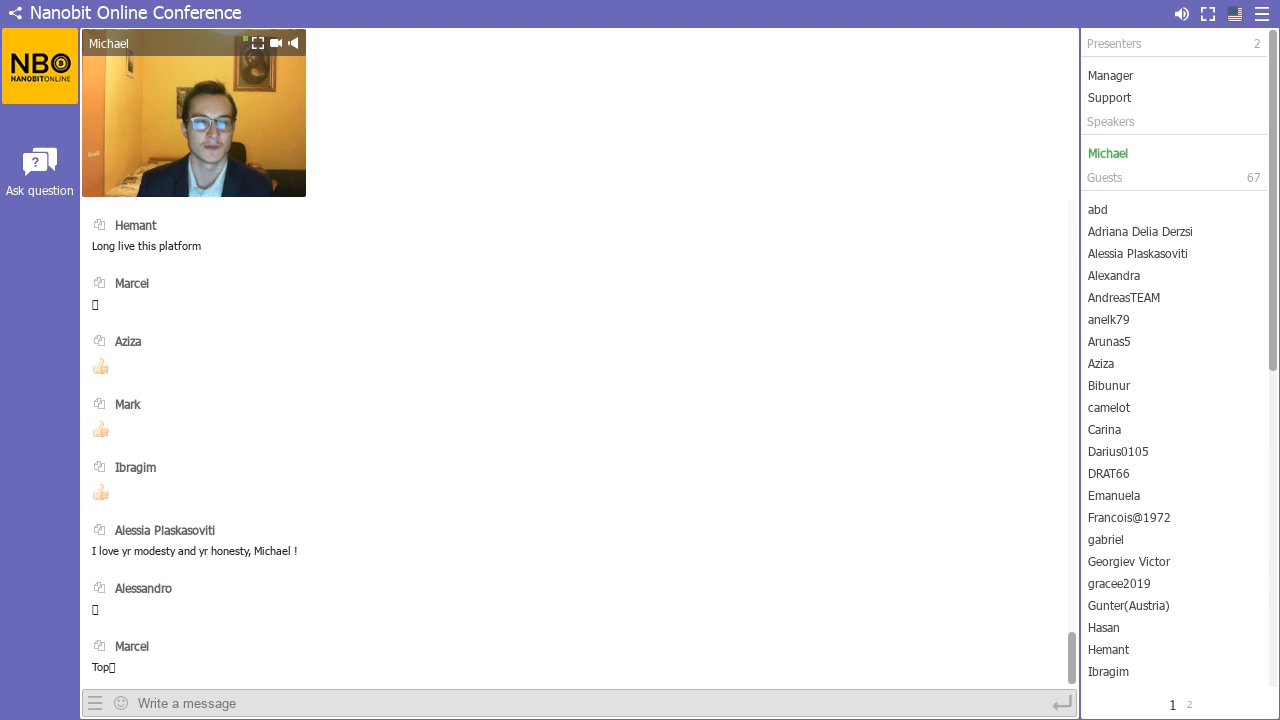 Nanobit Online Conference
NBO
NANOBITONLINE
Ask question
Michael
Hemant
Long live this platform
Marcel
Aziza
Mark
Ibragim
Alessia Plaskasoviti
I love yr modesty and yr honesty, Michael !
Alessandro
Marcel
Top
Write a message
Presenters 2
Manager
Support
Speakers
Michael
Guests 67
abd
Adriana Delia Derzsi
Alessia Plaskasoviti
Alexandra
AndreasTEAM
anelk79
Arunas5
Aziza
Bibunur
camelot
Carina
Darius0105
DRAT66
Emanuela
Francois@1972
gabriel
Georgiev Victor
gracee2019
Gunter(Austria)
Hasan
Hemant
Ibragim
1 2